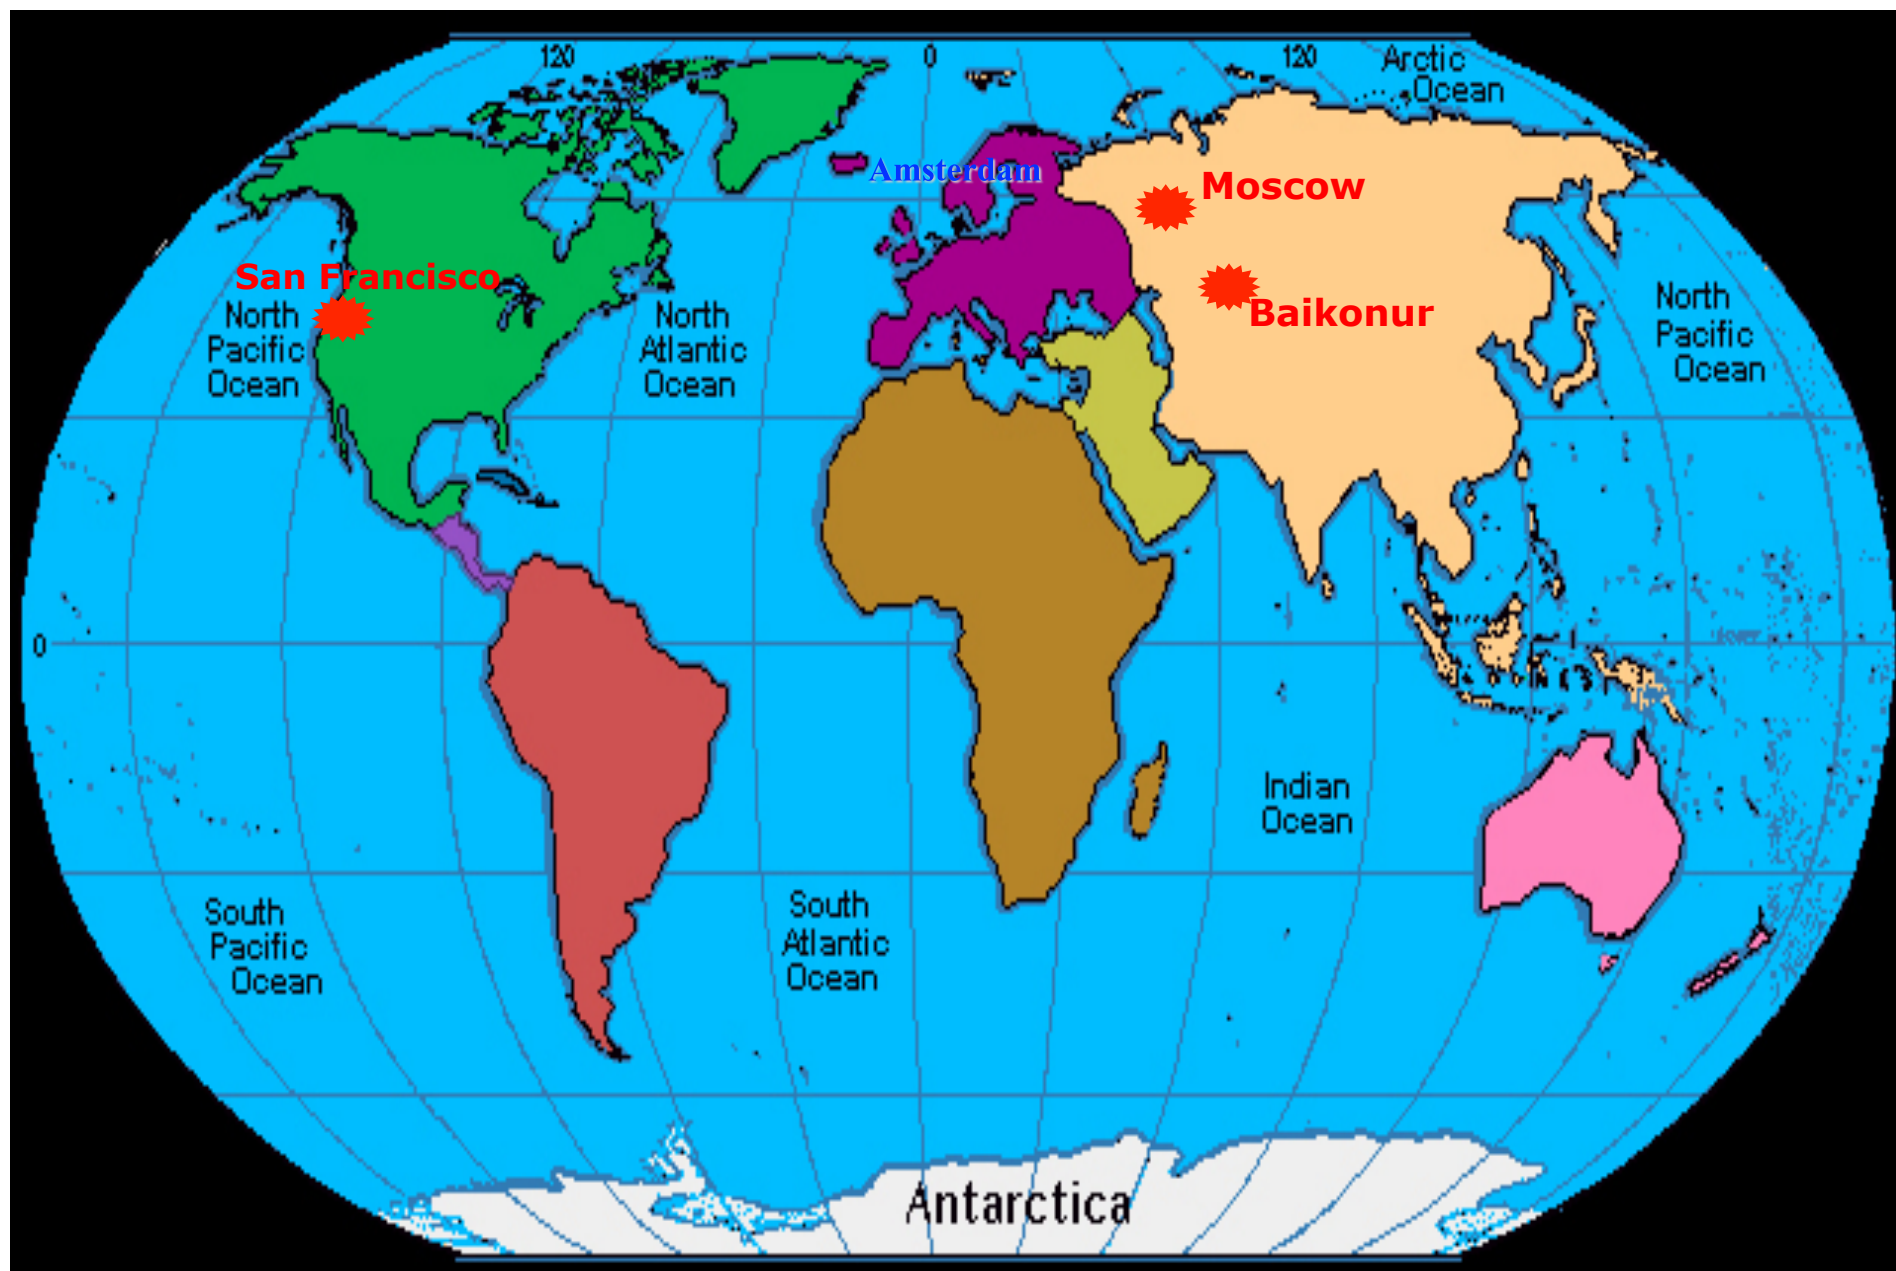 120
0
120
Arctic
Ocean
Amsterdam
Moscow
San Francisco
Baikonur
North
Pacific
Ocean
North
Atlantic
Ocean
North
Pacific
Ocean
0
Indian
Ocean
South
Pacific
Ocean
South
Atlantic
Ocean
Antarctica